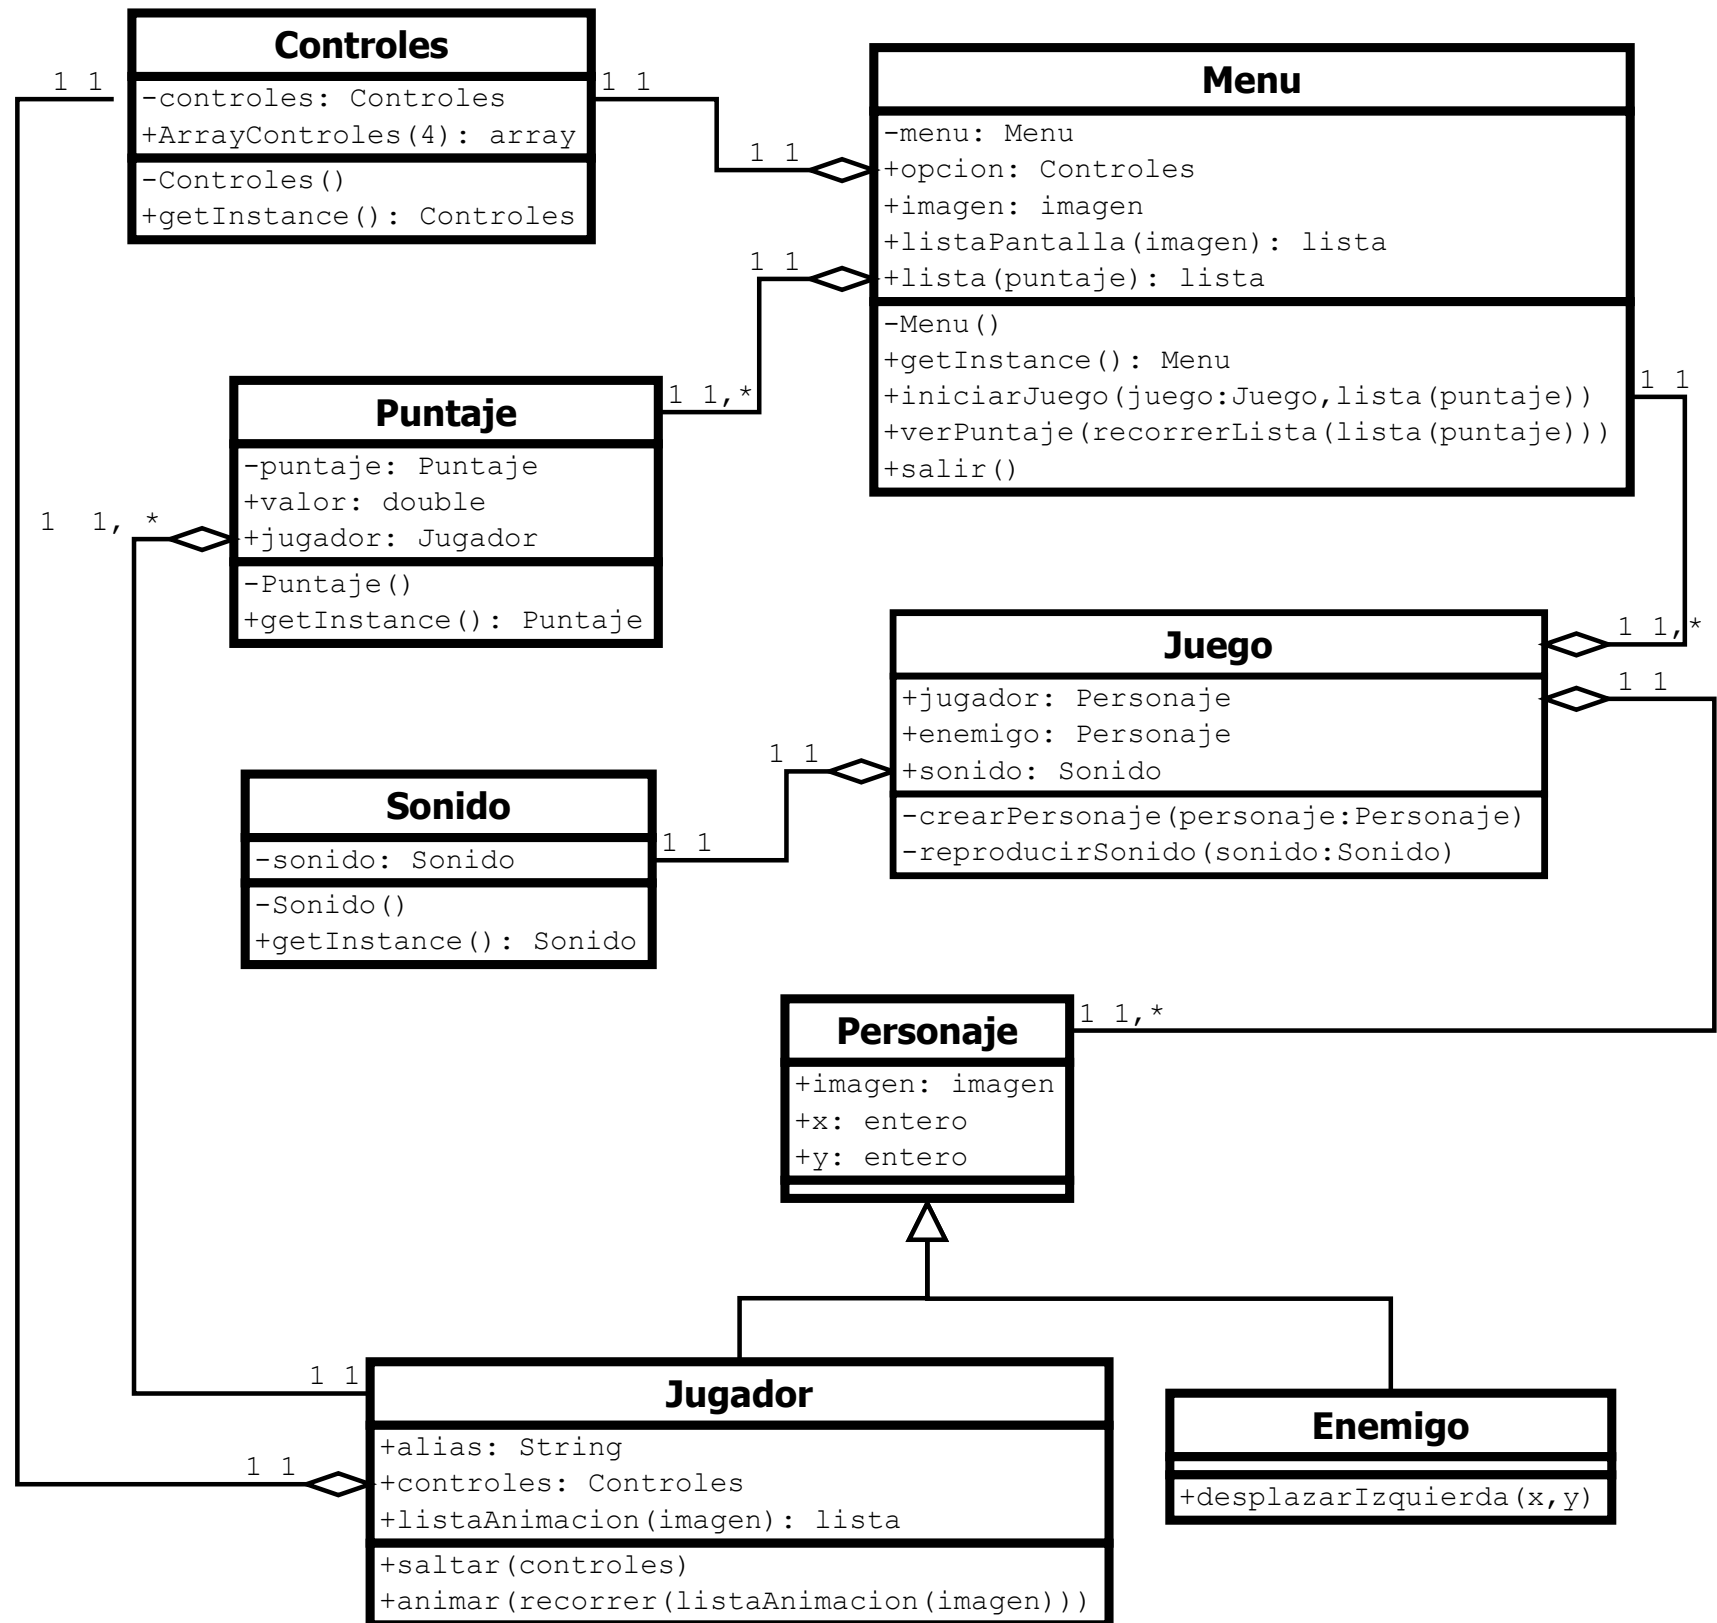 Controles
1 1
-controles: Controles
+ArrayControles(4): array
-Controles()
+getInstance(): Controles
1 1
Menu
-menu: Menu
+opcion: Controles
+imagen: imagen
+listaPantalla(imagen): lista
+lista(puntaje): lista
-Menu()
+getInstance(): Menu
+iniciarJuego(juego:Juego,lista(puntaje))
+verPuntaje(recorrerLista(lista(puntaje)))
+salir()
1 1
1 1
1 1
Puntaje
1 1,*
-puntaje: Puntaje
+valor: double
+jugador: Jugador
-Puntaje()
+getInstance(): Puntaje
1 1, *
Juego
1 1,*
1 1
+jugador: Personaje
+enemigo: Personaje
+sonido: Sonido
-crearPersonaje(personaje:Personaje)
-reproducirSonido(sonido:Sonido)
1 1
Sonido
1 1
-sonido: Sonido
-Sonido()
+getInstance(): Sonido
Personaje
1 1,*
+imagen: imagen
+x: entero
+y: entero
1 1
Jugador
+alias: String
+controles: Controles
+listaAnimacion(imagen): lista
1 1
+saltar(controles)
+animar(recorrer(listaAnimacion(imagen)))
Enemigo
+desplazarIzquierda(x,y)